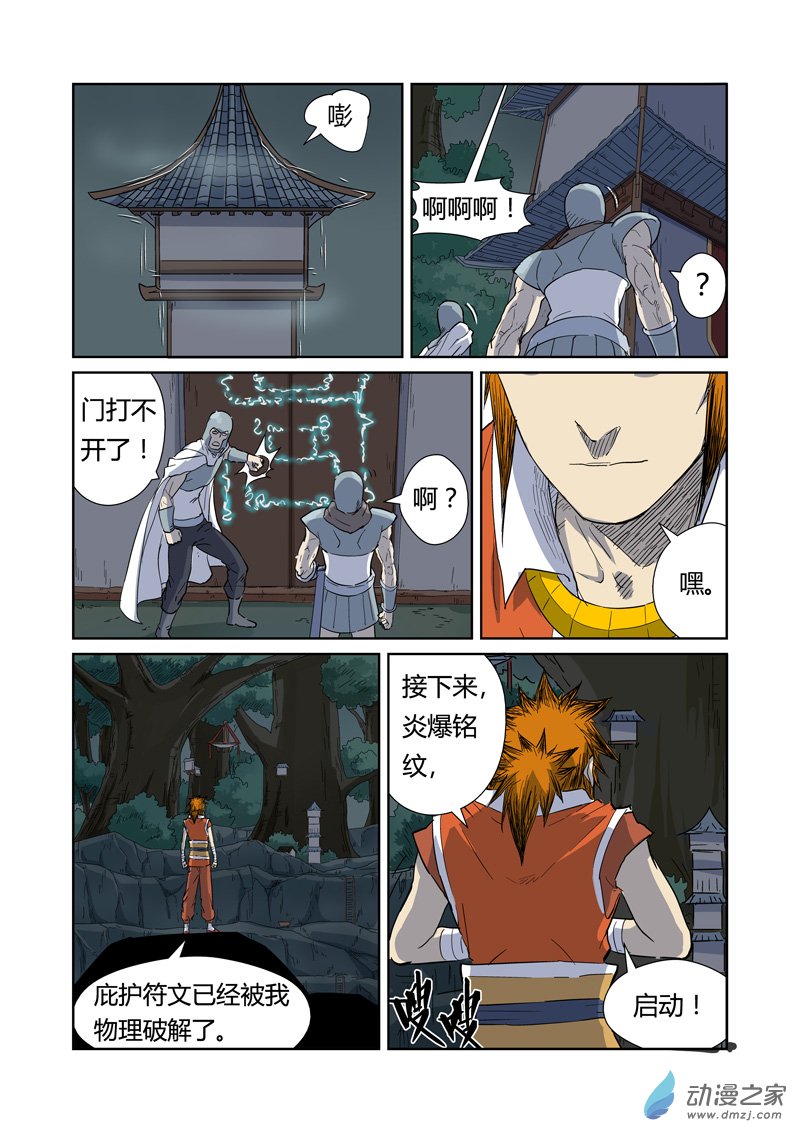 嘭
啊啊啊！
？
门打不
开了！
啊？
嘿。
庇护符文已经被我
物理破解了。
接下来，
炎爆铭
纹，
嗖嗖
启动！
动漫之家
www.dmzj.com